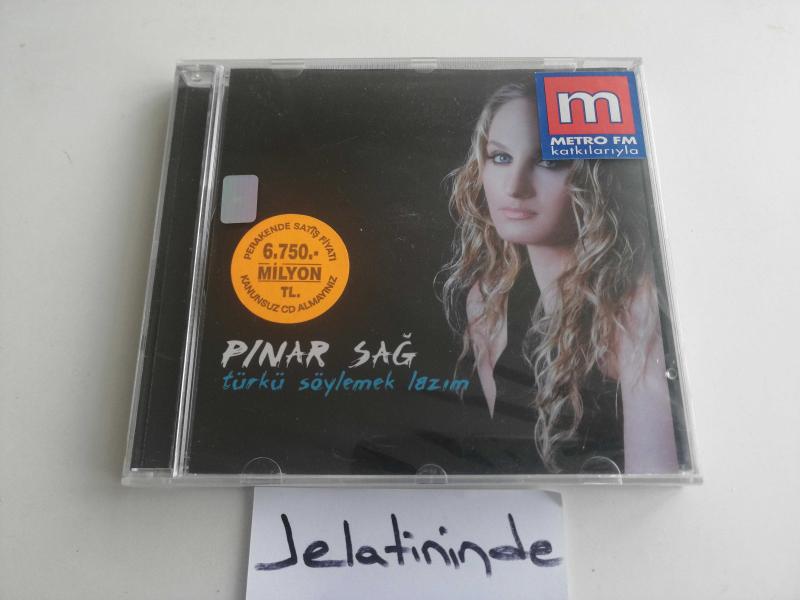 m
METRO FM
katkılarıyla
PERAKENDE SATIŞ FİYATI
6.750.-
MİLYON
TL.
KANUNSUZ CD ALMAYINIZ
PINAR SAĞ
türkü söylemek lazım
Jelatininde